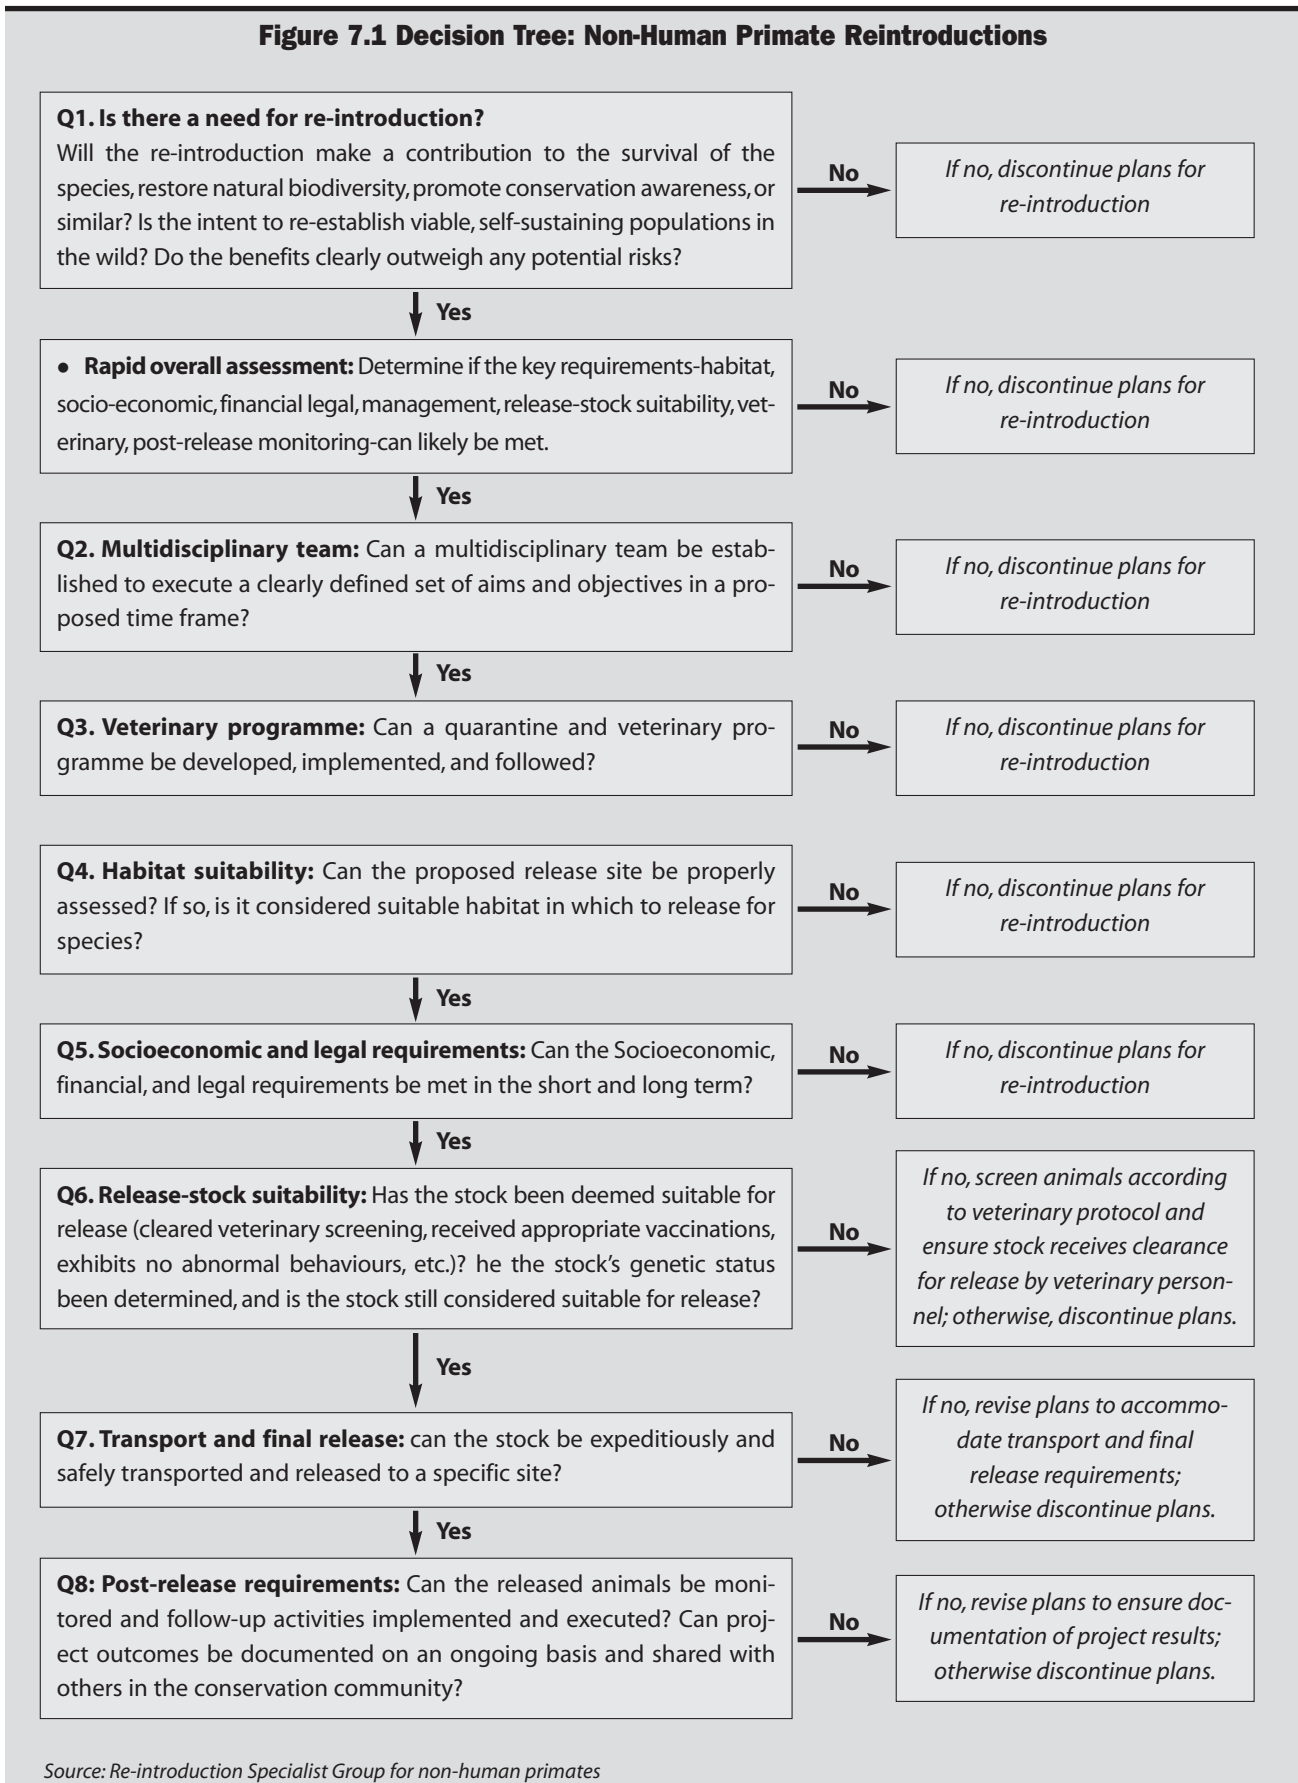 Figure 7.1 Decision Tree: Non-Human Primate Reintroductions
Q1. Is there a need for re-introduction?
Will the re-introduction make a contribution to the survival of the
species, restore natural biodiversity, promote conservation awareness, or
similar? Is the intent to re-establish viable, self-sustaining populations in
the wild? Do the benefits clearly outweigh any potential risks?
No
If no, discontinue plans for
re-introduction
Yes
• Rapid overall assessment: Determine if the key requirements-habitat,
socio-economic, financial legal, management, release-stock suitability, vet-
erinary, post-release monitoring-can likely be met.
No
If no, discontinue plans for
re-introduction
Yes
Q2. Multidisciplinary team: Can a multidisciplinary team be estab-
lished to execute a clearly defined set of aims and objectives in a pro-
posed time frame?
No
If no, discontinue plans for
re-introduction
Yes
Q3. Veterinary programme: Can a quarantine and veterinary pro-
gramme be developed, implemented, and followed?
No
If no, discontinue plans for
re-introduction
Q4. Habitat suitability: Can the proposed release site be properly
assessed? If so, is it considered suitable habitat in which to release for
species?
No
If no, discontinue plans for
re-introduction
Yes
Q5. Socioeconomic and legal requirements: Can the Socioeconomic,
financial, and legal requirements be met in the short and long term?
No
If no, discontinue plans for
re-introduction
Yes
Q6. Release-stock suitability: Has the stock been deemed suitable for
release (cleared veterinary screening, received appropriate vaccinations,
exhibits no abnormal behaviours, etc.)? he the stock's genetic status
been determined, and is the stock still considered suitable for release?
No
If no, screen animals according
to veterinary protocol and
ensure stock receives clearance
for release by veterinary person-
nel; otherwise, discontinue plans.
Yes
Q7. Transport and final release: can the stock be expeditiously and
safely transported and released to a specific site?
No
If no, revise plans to accommo-
date transport and final
release requirements;
otherwise discontinue plans.
Yes
Q8: Post-release requirements: Can the released animals be moni-
tored and follow-up activities implemented and executed? Can proj-
ect outcomes be documented on an ongoing basis and shared with
others in the conservation community?
No
If no, revise plans to ensure doc-
umentation of project results;
otherwise discontinue plans.
Source: Re-introduction Specialist Group for non-human primates